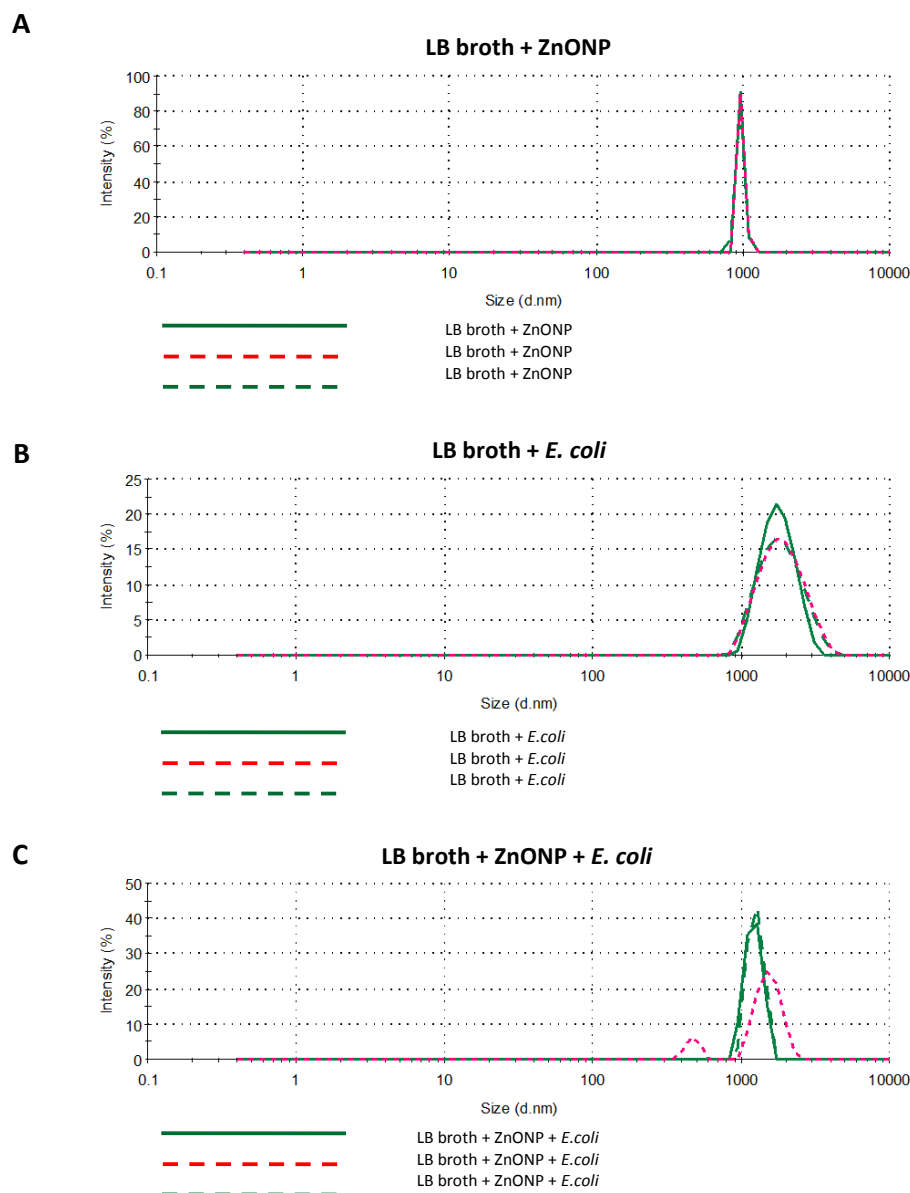 A
LB broth + ZnONP
100
80
60
40
20
0
Intensity (%)
0.1 1 10 100 1000 10000
Size (d.nm)
LB broth + ZnONP
LB broth + ZnONP
LB broth + ZnONP
B
LB broth + E. coli
25
20
15
10
5
0
Intensity (%)
0.1 1 10 100 1000 10000
Size (d.nm)
LB broth + E.coli
LB broth + E.coli
LB broth + E.coli
C
LB broth + ZnONP + E. coli
50
40
30
20
10
0
Intensity (%)
0.1 1 10 100 1000 10000
Size (d.nm)
LB broth + ZnONP + E.coli
LB broth + ZnONP + E.coli
LB broth + ZnONP + E.coli